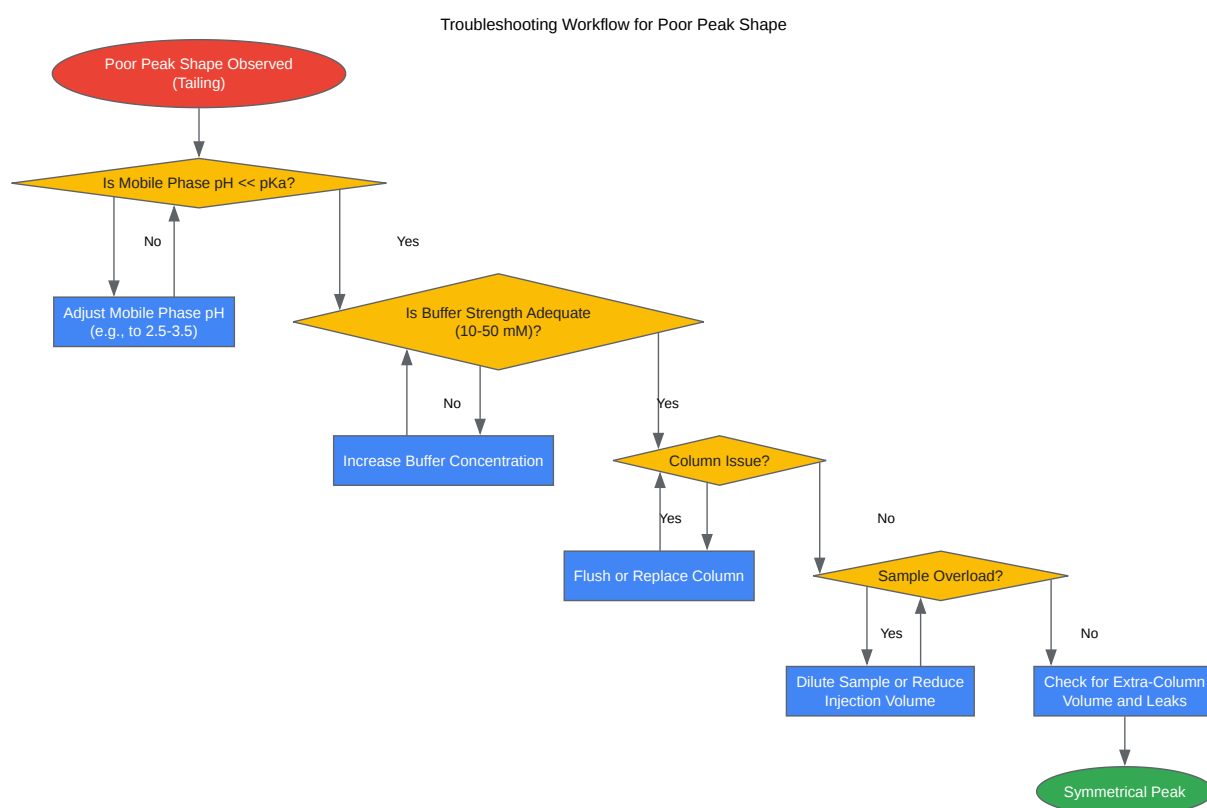 Troubleshooting Workflow for Poor Peak Shape
Poor Peak Shape Observed
(Tailing)
Is Mobile Phase pH << pKa?
No
Yes
Adjust Mobile Phase pH
(e.g., to 2.5-3.5)
Is Buffer Strength Adequate
(10-50 mM)?
No
Yes
Increase Buffer Concentration
Column Issue?
Yes
No
Flush or Replace Column
Sample Overload?
Yes
No
Dilute Sample or Reduce
Injection Volume
Check for Extra-Column
Volume and Leaks
Symmetrical Peak